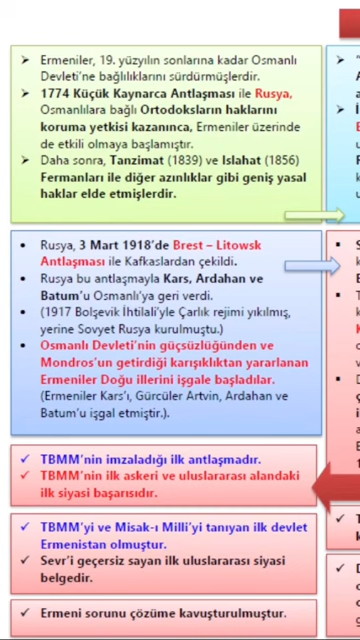 Ermeniler, 19. yüzyılın sonlarına kadar Osmanlı
Devleti'ne bağlılıklarını sürdürmüşlerdir.
1774 Küçük Kaynarca Antlaşması ile Rusya,
Osmanlılara bağlı Ortodoksların haklarını
koruma yetkisi kazanınca, Ermeniler üzerinde
de etkili olmaya başlamıştır.
Daha sonra, Tanzimat (1839) ve Islahat (1856)
Fermanları ile diğer azınlıklar gibi geniş yasal
haklar elde etmişlerdir.
Rusya, 3 Mart 1918'de Brest – Litowsk
Antlaşması ile Kafkaslardan çekildi.
Rusya bu antlaşmayla Kars, Ardahan ve
Batum'u Osmanlı'ya geri verdi.
(1917 Bolşevik İhtilali'yle Çarlık rejimi yıkılmış,
yerine Sovyet Rusya kurulmuştu.)
Osmanlı Devleti'nin güçsüzlüğünden ve
Mondros'un getirdiği karışıklıktan yararlanan
Ermeniler Doğu illerini işgale başladılar.
(Ermeniler Kars'ı, Gürcüler Artvin, Ardahan ve
Batum'u işgal etmiştir.).
TBMM'nin imzaladığı ilk antlaşmadır.
TBMM'nin ilk askeri ve uluslararası alandaki
ilk siyasi başarısıdır.
TBMM'yi ve Misak-ı Milli'yi tanıyan ilk devlet
Ermenistan olmuştur.
Sevr'i geçersiz sayan ilk uluslararası siyasi
belgedir.
Ermeni sorunu çözüme kavuşturulmuştur.